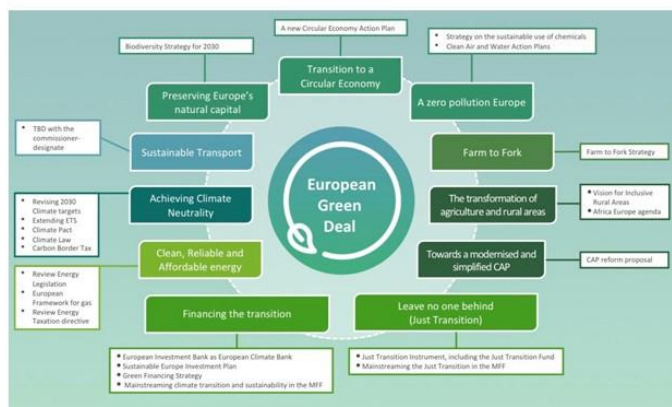 A new Circular Economy Action Plan
Biodiversity Strategy for 2030
• Strategy on the sustainable use of chemicals
• Clean Air and Water Action Plans
Transition to a
Circular Economy
Preserving Europe's
natural capital
A zero pollution Europe
• TBD with the
commissioner-
designate
Sustainable Transport
Farm to Fork
Farm to Fork Strategy
European
Green
Deal
• Revising 2030
Climate targets
• Extending ETS
• Climate Pact
• Climate Law
• Carbon Border Tax
Achieving Climate
Neutrality
The transformation of
agriculture and rural areas
• Vision for Inclusive
Rural Areas
• Africa Europe agenda
• Review Energy
Legislation
• European
Framework for gas
• Review Energy
Taxation directive
Clean, Reliable and
Affordable energy
Towards a modernised and
simplified CAP
CAP reform proposal
Financing the transition
Leave no one behind
(Just Transition)
• European Investment Bank as European Climate Bank
• Sustainable Europe Investment Plan
• Green Financing Strategy
• Mainstreaming climate transition and sustainability in the MFF
• Just Transition Instrument, including the Just Transition Fund
• Mainstreaming the Just Transition in the MFF